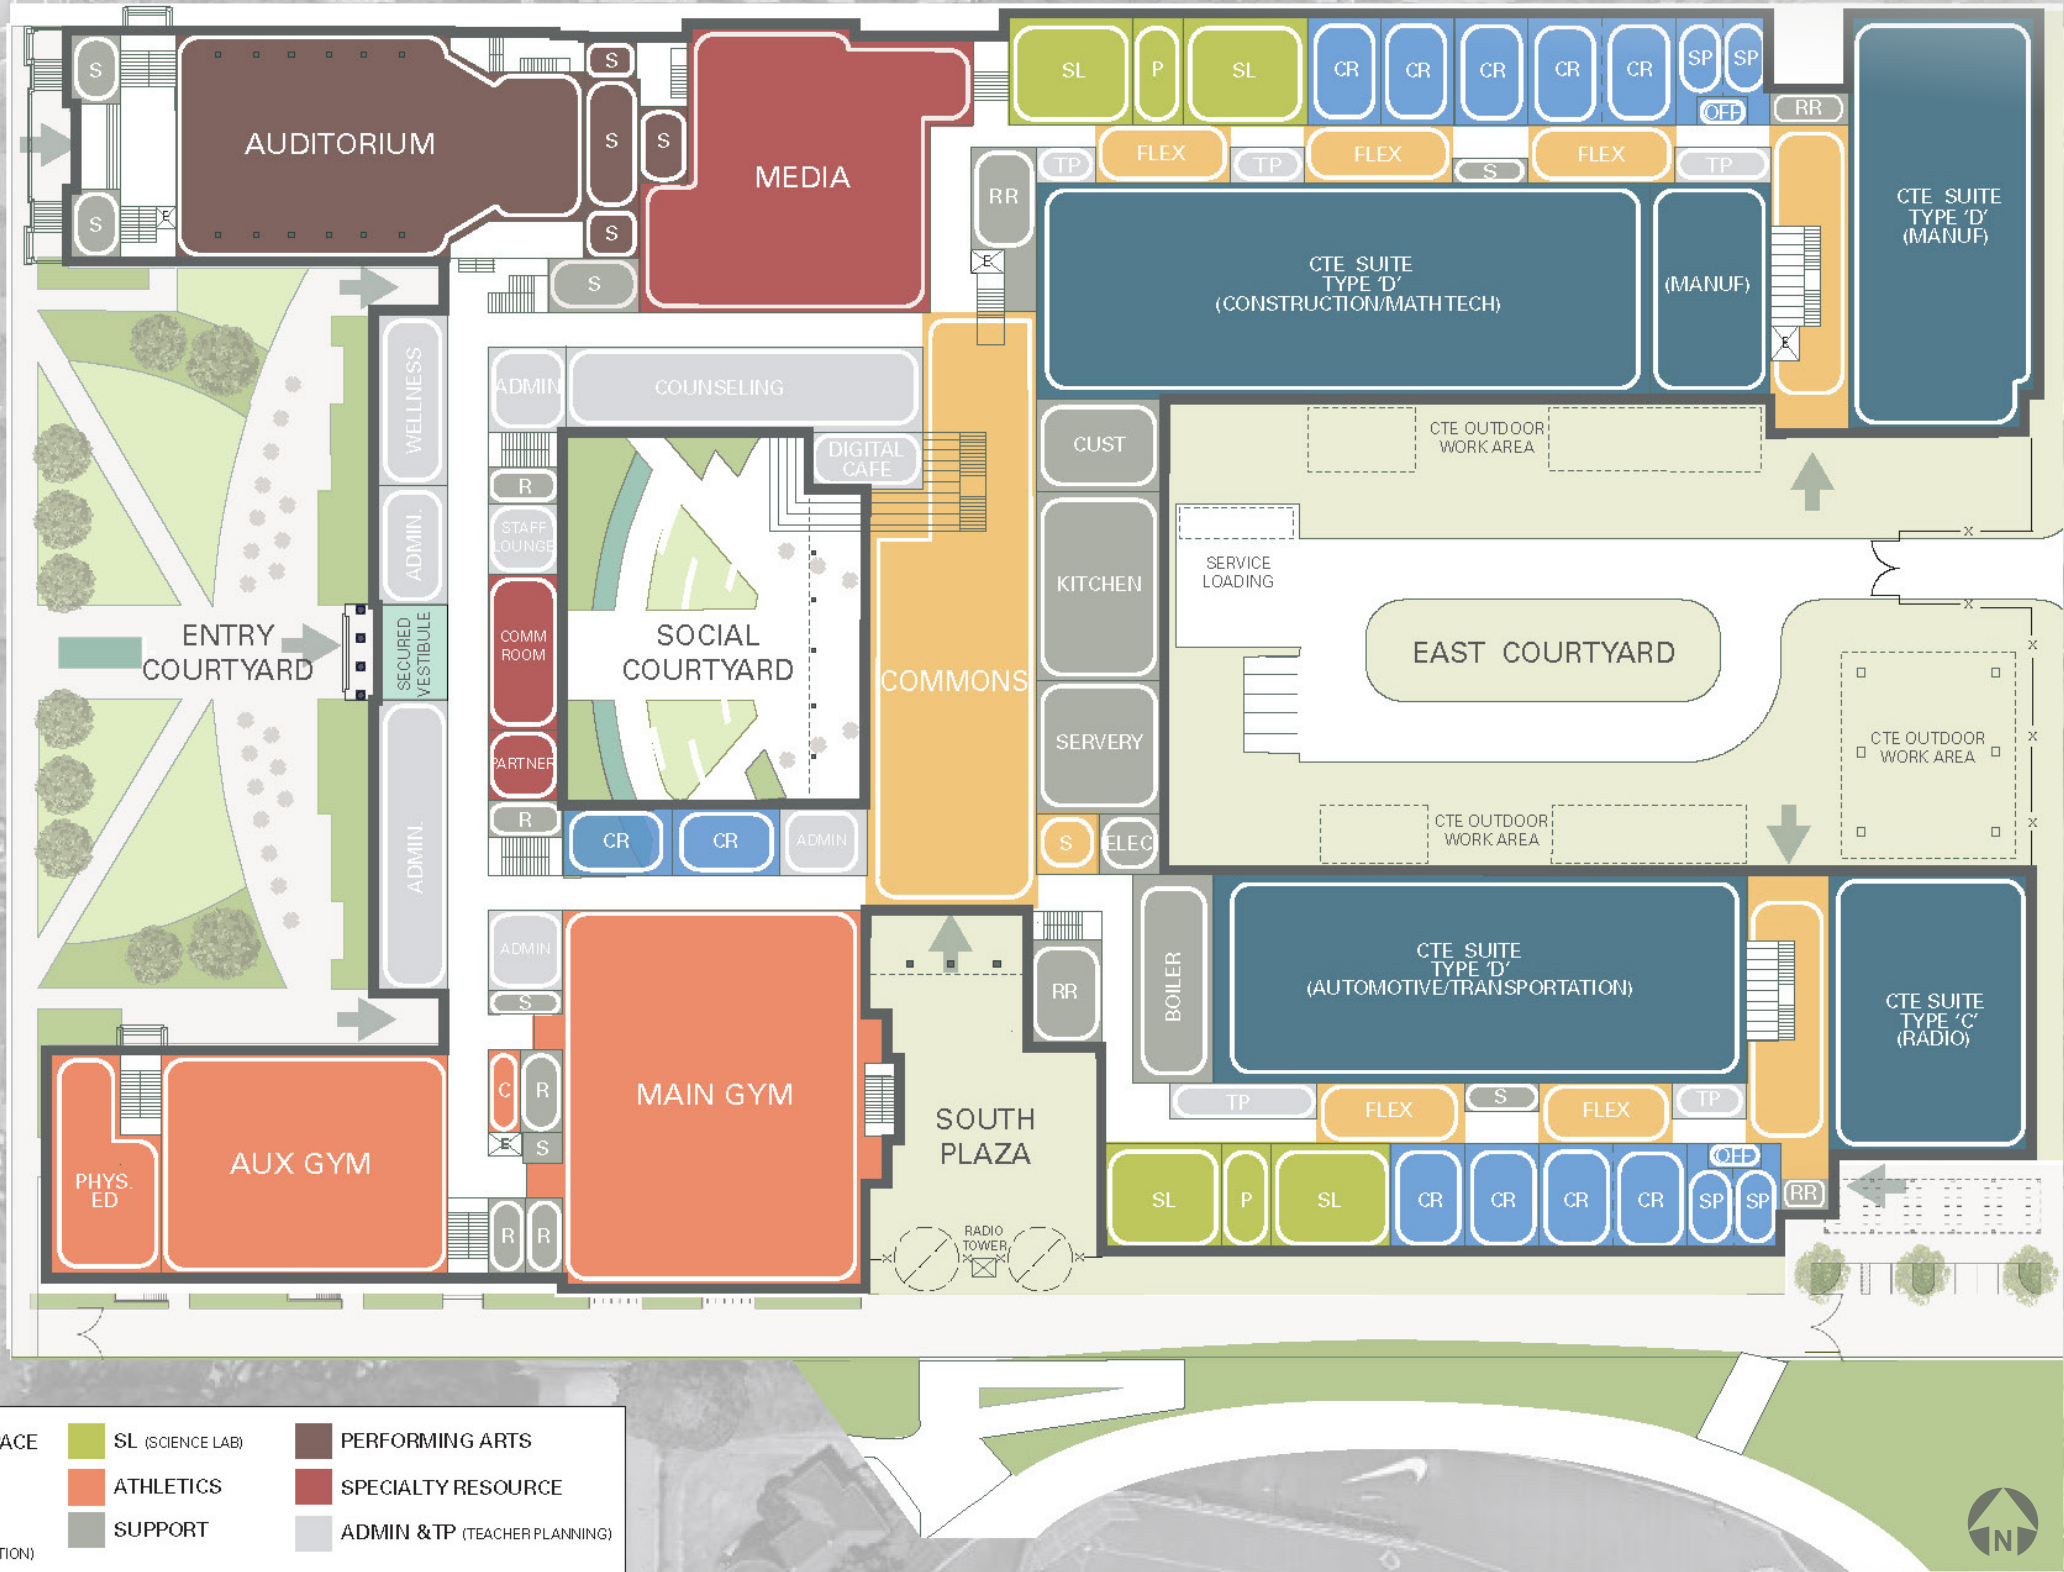 S
AUDITORIUM
S
S
S
S
S
S
MEDIA
SL
P
SL
CR
CR
CR
CR
CR
SP
SP
OFF
RR
TP
FLEX
TP
FLEX
S
FLEX
TP
RR
E
E
CTE SUITE
TYPE 'D'
(CONSTRUCTION/MATH TECH)
(MANUF)
E
CTE SUITE
TYPE 'D'
(MANUF)
WELLNESS
ADMIN
COUNSELING
DIGITAL
CAFE
R
STAFF
LOUNGE
ADMIN.
COMM
ROOM
PARTNER
R
ENTRY
COURTYARD
SECURED
VESTIBULE
ADMIN.
SOCIAL
COURTYARD
COMMONS
CUST
KITCHEN
SERVERY
S
ELEC
CR
CR
ADMIN
CTE OUTDOOR
WORK AREA
SERVICE
LOADING
EAST COURTYARD
CTE OUTDOOR
WORK AREA
CTE OUTDOOR
WORK AREA
X
X
X
X
X
ADMIN
S
C
R
E
S
R
R
MAIN GYM
PHYS.
ED
AUX GYM
SOUTH
PLAZA
RADIO
TOWER
X
X
X
X
RR
BOILER
CTE SUITE
TYPE 'D'
(AUTOMOTIVE/TRANSPORTATION)
CTE SUITE
TYPE 'C'
(RADIO)
TP
FLEX
S
FLEX
TP
SL
P
SL
CR
CR
CR
CR
OFF
SP
SP
RR
ACE
SL (SCIENCE LAB)
PERFORMING ARTS
ATHLETICS
SPECIALTY RESOURCE
SUPPORT
ADMIN & TP (TEACHER PLANNING)
TION)
N